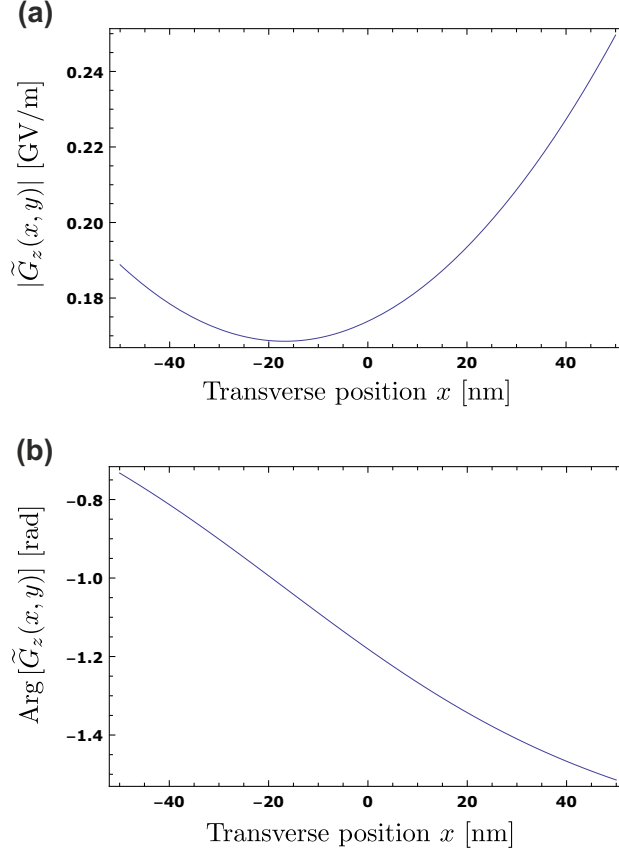 (a)
|G̃z(x, y)| [GV/m]
0.24
0.22
0.20
0.18
−40 −20 0 20 40
Transverse position x [nm]
(b)
Arg [G̃z(x, y)] [rad]
−0.8
−1.0
−1.2
−1.4
−40 −20 0 20 40
Transverse position x [nm]